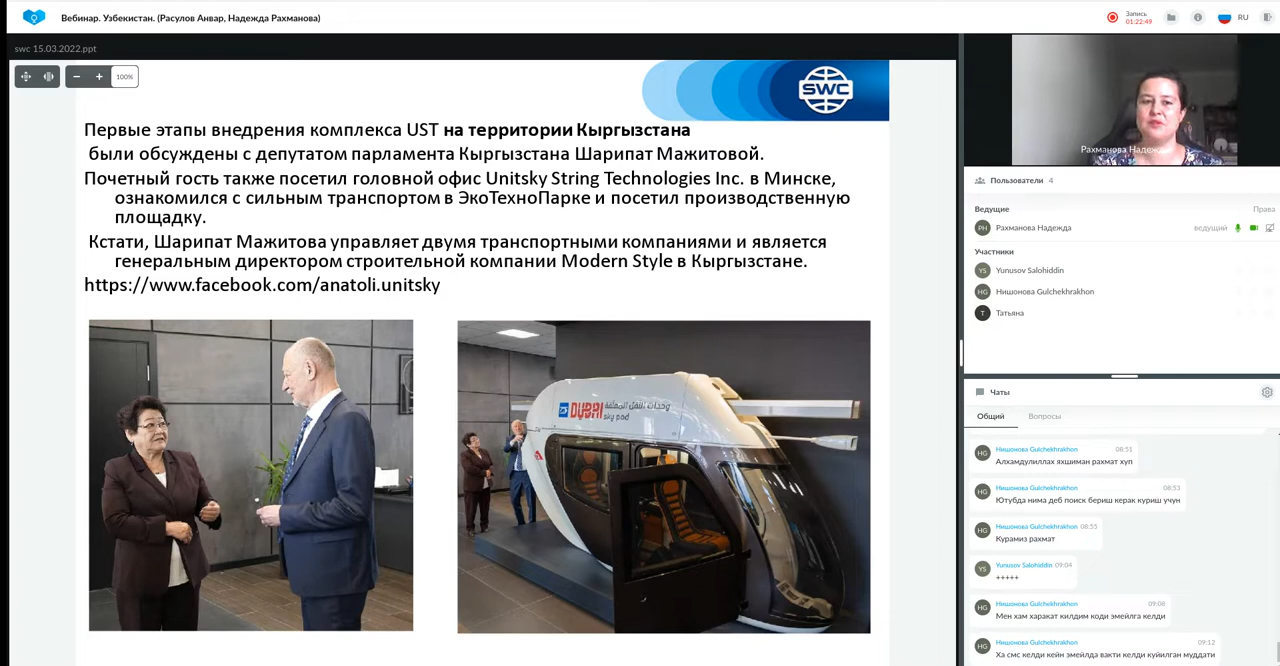 Вебинар. Узбекистан. (Расулов Анвар, Надежда Рахманова)
Запись
01:22:49
RU
swc 15.03.2022.ppt
100%
SWC
Первые этапы внедрения комплекса UST на территории Кыргызстана
были обсуждены с депутатом парламента Кыргызстана Шарипат Мажитовой.
Почетный гость также посетил головной офис Unitsky String Technologies Inc. в Минске,
ознакомился с сильным транспортом в ЭкоТехноПарке и посетил производственную
площадку.
Кстати, Шарипат Мажитова управляет двумя транспортными компаниями и является
генеральным директором строительной компании Modern Style в Кыргызстане.
https://www.facebook.com/anatoli.unitsky
DUBAI
sky pod
Рахманова Надежда
Пользователи 4
Ведущие Права
РН Рахманова Надежда ведущий
Участники
YS Yunusov Salohiddin
HG Нишонова Gulchekhrakhon
Т Татьяна
Чаты
Общий Вопросы
HG Нишонова Gulchekhrakhon 08:51
Алхамдулиллах яхшиман рахмат хуп
HG Нишонова Gulchekhrakhon 08:53
Ютубда нима деб поиск бериш керак куриш учун
HG Нишонова Gulchekhrakhon 08:55
Курамиз рахмат
YS Yunusov Salohiddin 09:04
+++++
HG Нишонова Gulchekhrakhon 09:08
Мен хам харакат килдим коди эмейлга келди
HG Нишонова Gulchekhrakhon 09:12
Ха смс келди кейн эмейлда вакти келди куйилган муддати